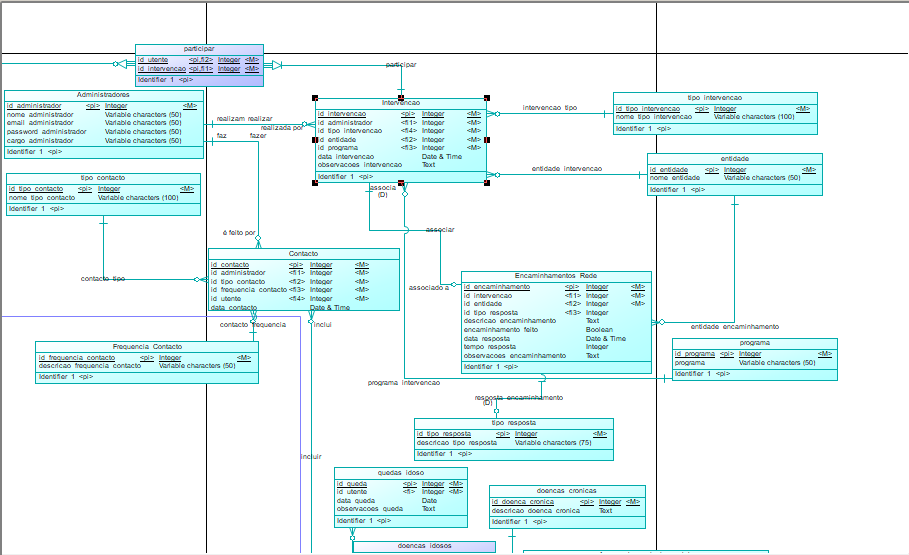 participar
id_utente <pi,fi2> Integer <M>
id_intervencao <pi,fi1> Integer <M>
Identifier_1 <pi>
participar
Administradores
id_administrador <pi> Integer <M>
nome_administrador Variable characters (50)
email_administrador Variable characters (50)
password_administrador Variable characters (50)
cargo_administrador Variable characters (50)
Identifier_1 <pi>
realizam realizar
realizada por
faz fazer
Intervencao
id_intervencao <pi> Integer <M>
id_administrador <fi1> Integer <M>
id_tipo_intervencao <fi4> Integer <M>
id_entidade <fi2> Integer <M>
id_programa <fi3> Integer <M>
data_intervencao Date & Time
observacoes_intervencao Text
Identifier_1 <pi>
intervencao_tipo
tipo_intervencao
id_tipo_intervencao <pi> Integer <M>
nome_tipo_intervencao Variable characters (100)
Identifier_1 <pi>
entidade_intervencao
entidade
id_entidade <pi> Integer <M>
nome_entidade Variable characters (50)
Identifier_1 <pi>
tipo_contacto
id_tipo_contacto <pi> Integer <M>
nome_tipo_contacto Variable characters (100)
Identifier_1 <pi>
associa
(D)
associar
associado a
é feito por
contacto_tipo
Contacto
id_contacto <pi> Integer <M>
id_administrador <fi1> Integer <M>
id_tipo_contacto <fi2> Integer <M>
id_frequencia_contacto <fi3> Integer <M>
id_utente <fi4> Integer <M>
data_contacto Date & Time
contacto_frequencia
inclui
Encaminhamentos_Rede
id_encaminhamento <pi> Integer <M>
id_intervencao <fi1> Integer <M>
id_entidade <fi2> Integer <M>
id_tipo_resposta <fi3> Integer
descricao_encaminhamento Text
encaminhamento_feito Boolean
data_resposta Date & Time
tempo_resposta Integer
observacoes_encaminhamento Text
Identifier_1 <pi>
entidade_encaminhamento
Frequencia_Contacto
id_frequencia_contacto <pi> Integer <M>
descricao_frequencia_contacto Variable characters (50)
Identifier_1 <pi>
programa
id_programa <pi> Integer <M>
programa Variable characters (50)
Identifier_1 <pi>
programa_intervencao
resposta_encaminhamento
(D)
tipo_resposta
id_tipo_resposta <pi> Integer <M>
descricao_tipo_resposta Variable characters (75)
Identifier_1 <pi>
incluir
quedas_idoso
id_queda <pi> Integer <M>
id_utente <fi> Integer <M>
data_queda Date
observacoes_queda Text
Identifier_1 <pi>
doencas_cronicas
id_doenca_cronica <pi> Integer <M>
descricao_doenca_cronica Text
Identifier_1 <pi>
doencas_idosos